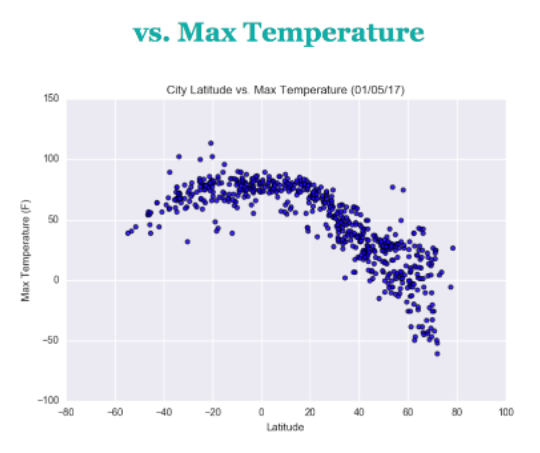 vs. Max Temperature
City Latitude vs. Max Temperature (01/05/17)
150
100
50
0
−50
−100
Max Temperature (F)
−80 −60 −40 −20 0 20 40 60 80 100
Latitude